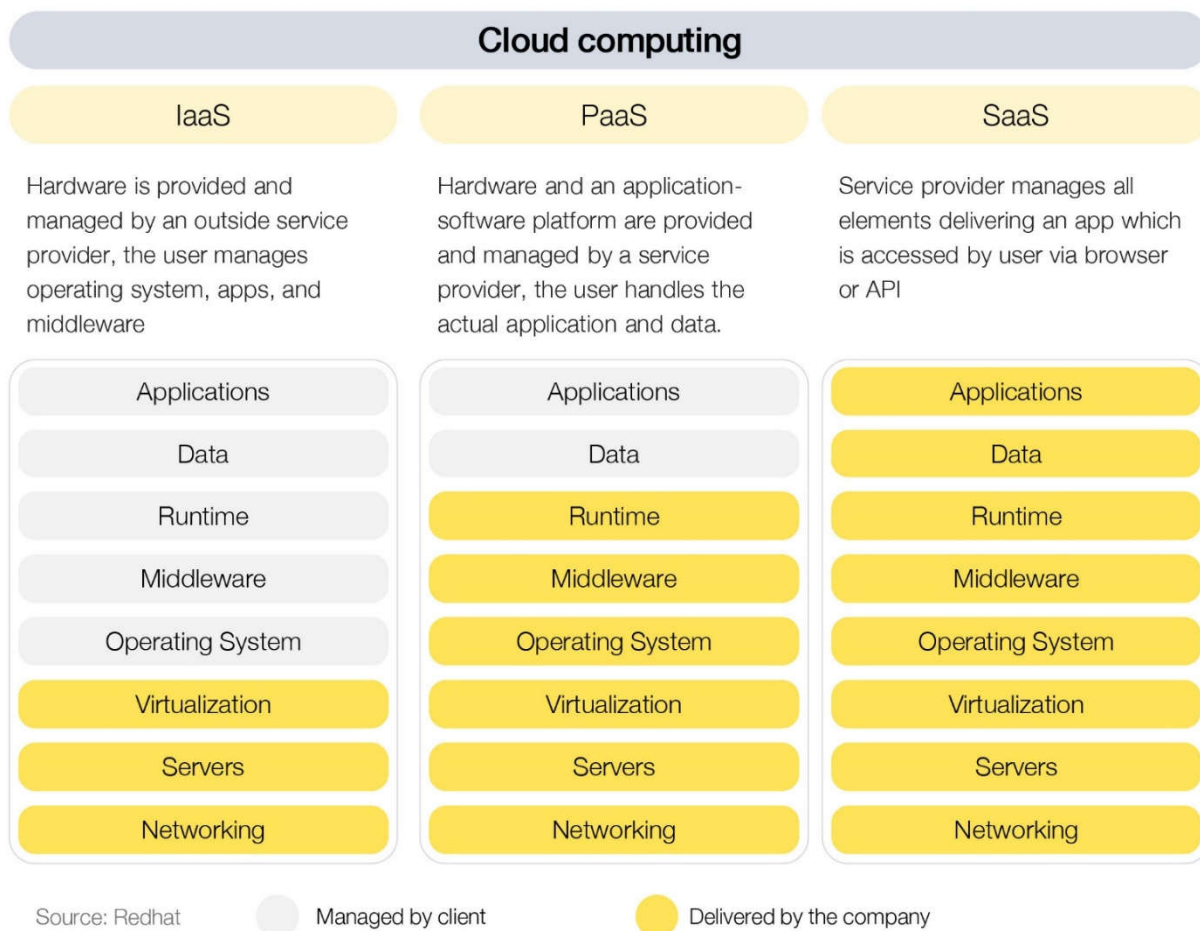 Cloud computing
IaaS
PaaS
SaaS
Hardware is provided and
managed by an outside service
provider, the user manages
operating system, apps, and
middleware
Hardware and an application-
software platform are provided
and managed by a service
provider, the user handles the
actual application and data.
Service provider manages all
elements delivering an app which
is accessed by user via browser
or API
Applications
Data
Runtime
Middleware
Operating System
Virtualization
Servers
Networking
Applications
Data
Runtime
Middleware
Operating System
Virtualization
Servers
Networking
Applications
Data
Runtime
Middleware
Operating System
Virtualization
Servers
Networking
Source: Redhat
Managed by client
Delivered by the company